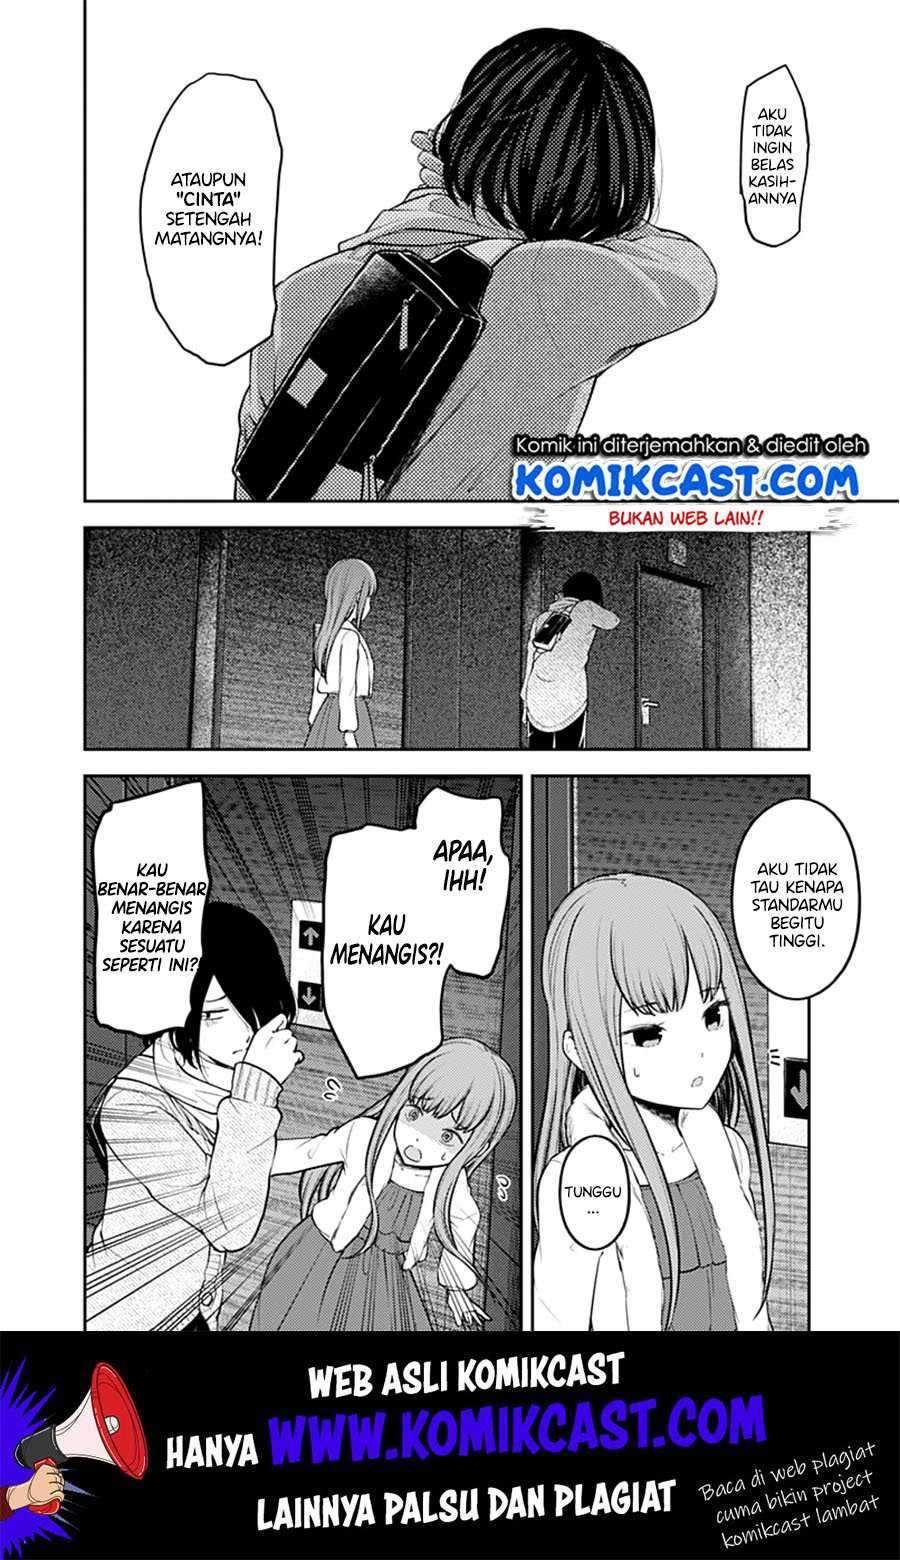 AKU
TIDAK
INGIN
BELAS
KASIH-
ANNYA
ATAUPUN
"CINTA"
SETENGAH
MATANGNYA!
Komik ini diterjemahkan & diedit oleh
KOMIKCAST.COM
BUKAN WEB LAIN!!
AKU TIDAK
TAU KENAPA
STANDARMU
BEGITU
TINGGI.
TUNGGU
...
APAA,
IHH!
KAU
MENANGIS?!
KAU
BENAR-BENAR
MENANGIS
KARENA
SESUATU
SEPERTI INI?
WEB ASLI KOMIKCAST
HANYA WWW.KOMIKCAST.COM
LAINNYA PALSU DAN PLAGIAT
Baca di web plagiat
cuma bikin project
komikcast lambat